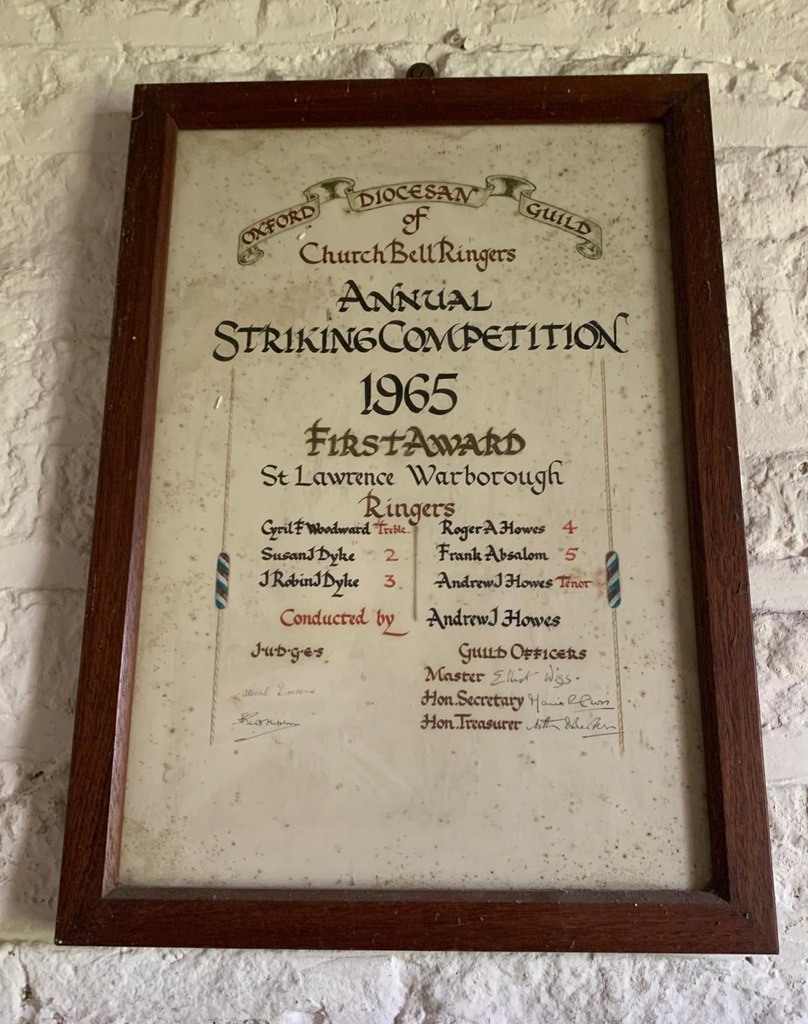 OXFORD DIOCESAN GUILD
of
Church Bell Ringers
ANNUAL
STRIKING COMPETITION
1965
FIRST AWARD
St Lawrence Warborough
Ringers
Cyril F Woodward Treble
Susan J Dyke 2
J Robin J Dyke 3
Roger A Howes 4
Frank Absalom 5
Andrew J Howes Tenor
Conducted by Andrew J Howes
J·U·D·G·E·S
GUILD OFFICERS
Master Elliot Wigg
Hon. Secretary
Hon. Treasurer